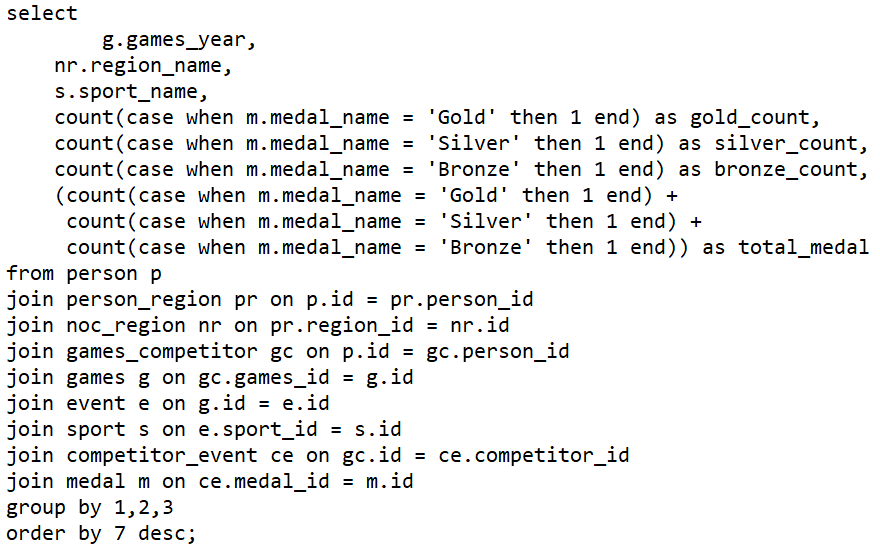 select
        g.games_year,
    nr.region_name,
    s.sport_name,
    count(case when m.medal_name = 'Gold' then 1 end) as gold_count,
    count(case when m.medal_name = 'Silver' then 1 end) as silver_count,
    count(case when m.medal_name = 'Bronze' then 1 end) as bronze_count,
    (count(case when m.medal_name = 'Gold' then 1 end) +
     count(case when m.medal_name = 'Silver' then 1 end) +
     count(case when m.medal_name = 'Bronze' then 1 end)) as total_medal
from person p
join person_region pr on p.id = pr.person_id
join noc_region nr on pr.region_id = nr.id
join games_competitor gc on p.id = gc.person_id
join games g on gc.games_id = g.id
join event e on g.id = e.id
join sport s on e.sport_id = s.id
join competitor_event ce on gc.id = ce.competitor_id
join medal m on ce.medal_id = m.id
group by 1,2,3
order by 7 desc;